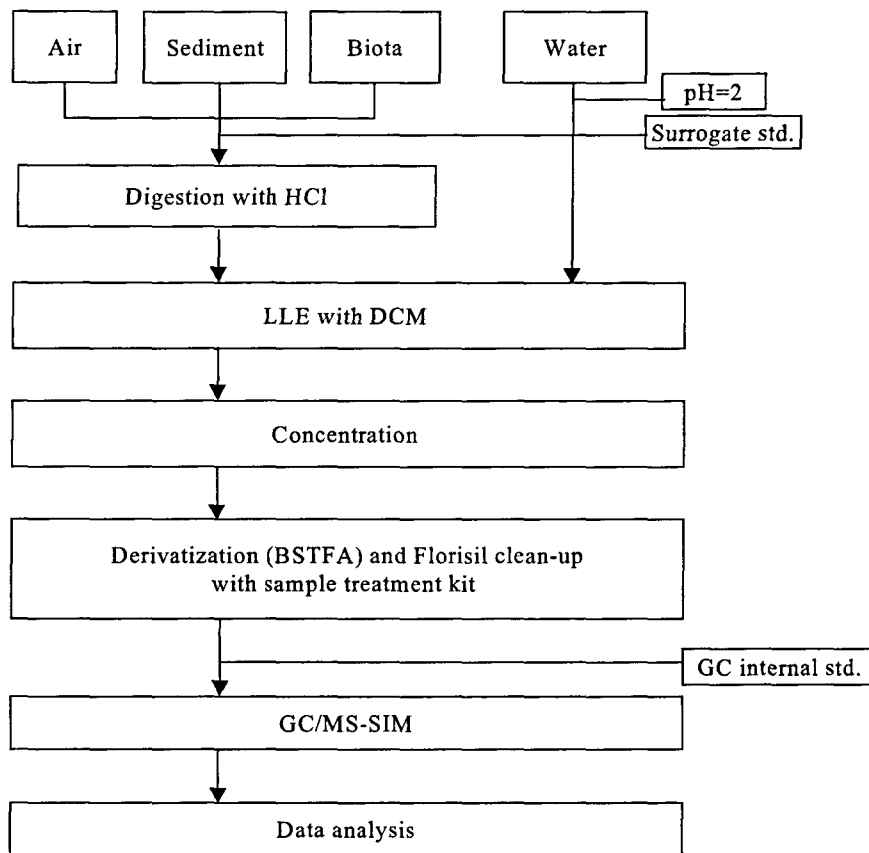 Air
Sediment
Biota
Water
pH=2
Surrogate std.
Digestion with HCl
LLE with DCM
Concentration
Derivatization (BSTFA) and Florisil clean-up
with sample treatment kit
GC internal std.
GC/MS-SIM
Data analysis